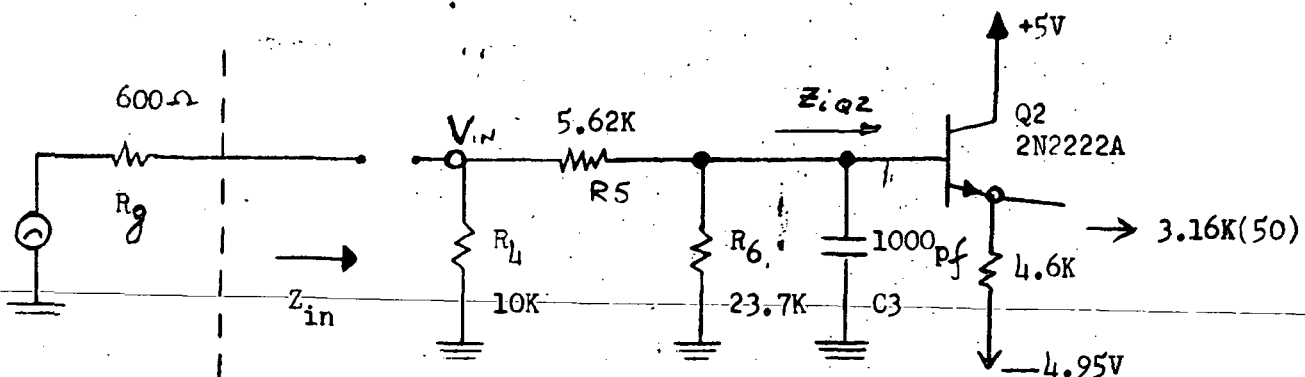 +5V
600Ω
Z iQ2
Q2
2N2222A
VIN
5.62K
R5
Rg
3.16K(50)
R4
R6
1000pf
4.6K
Zin
10K
23.7K
C3
-4.95V